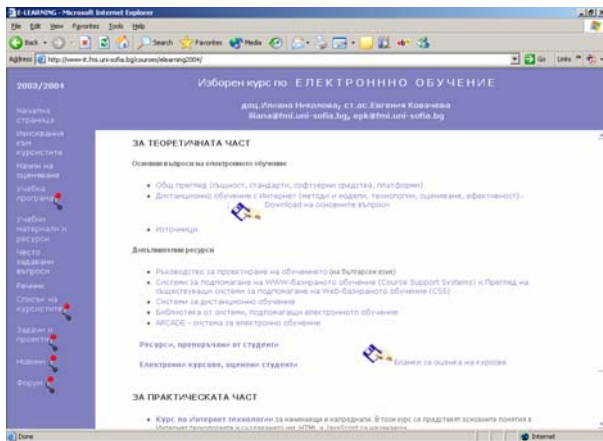 E-LEARNING - Microsoft Internet Explorer
File Edit View Favorites Tools Help
Back Search Favorites Media
Address http://www-it.fmi.uni-sofia.bg/courses/elearning2004/ Go Links
2003/2004
Изборен курс по ЕЛЕКТРОННО ОБУЧЕНИЕ
доц.Илиана Николова, ст.ас.Евгения Ковачева
iliana@fmi.uni-sofia.bg, epk@fmi.uni-sofia.bg
Начална
страница
Изисквания
към
курсистите
Начин на
оценяване
Учебна
програма
Учебни
материали и
ресурси
Често
задавани
въпроси
Речник
Списък на
курсистите
Задачи и
проекти
Новини
Форум
ЗА ТЕОРЕТИЧНАТА ЧАСТ
Основни въпроси на електронното обучение
Общ преглед (същност, стандарти, софтуерни средства, платформи)
Дистанционно обучение с Интернет (методи и модели, технологии, оценяване, ефективност)-
Download на основните въпроси
Източници
Допълнителни ресурси
Ръководство за проектиране на обучението (на български език)
Системи за подпомагане на WWW-базираното обучение (Course Support Systems) и Преглед на
съществуващи системи за подпомагане на Web-базираното обучение (CSS)
Системи за дистанционно обучение
Библиотека от системи, подпомагащи електронното обучение
ARCADE - система за електронно обучение
Ресурси, препоръчани от студенти
Електронни курсове, оценени студенти
Бланки за оценка на курсове
ЗА ПРАКТИЧЕСКАТА ЧАСТ
Курс по Интернет технологии за начинаещи и напреднали. В този курс се представят основните понятия в
Done Internet